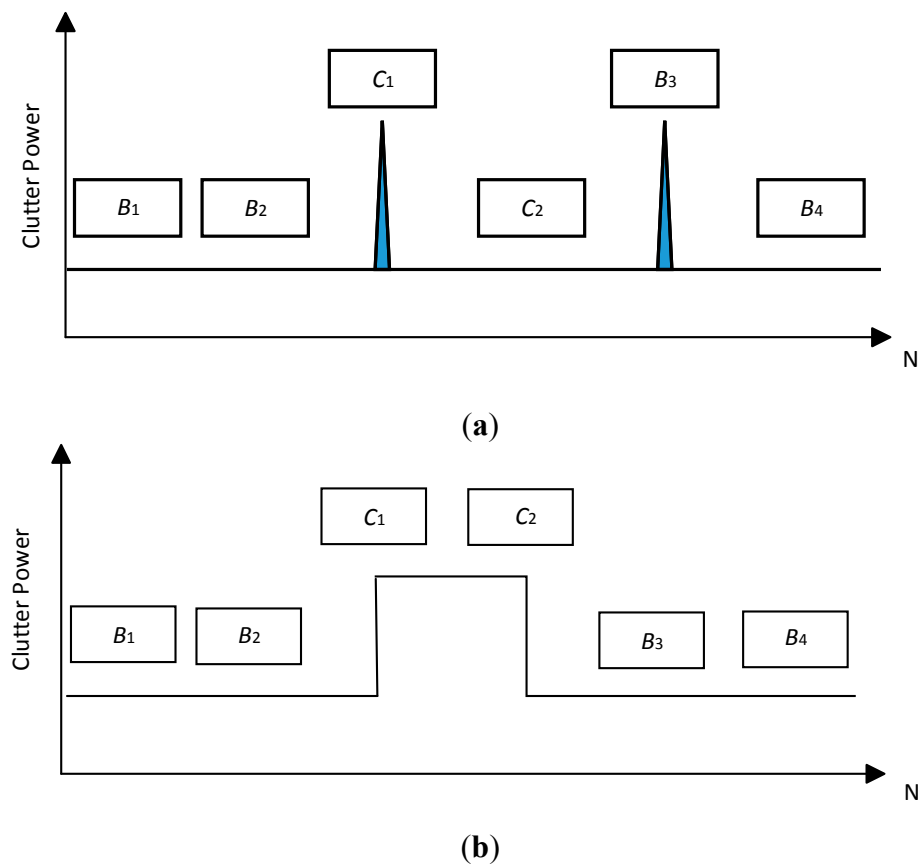 Clutter Power
C1
B3
B1
B2
C2
B4
N
(a)
Clutter Power
C1
C2
B1
B2
B3
B4
N
(b)